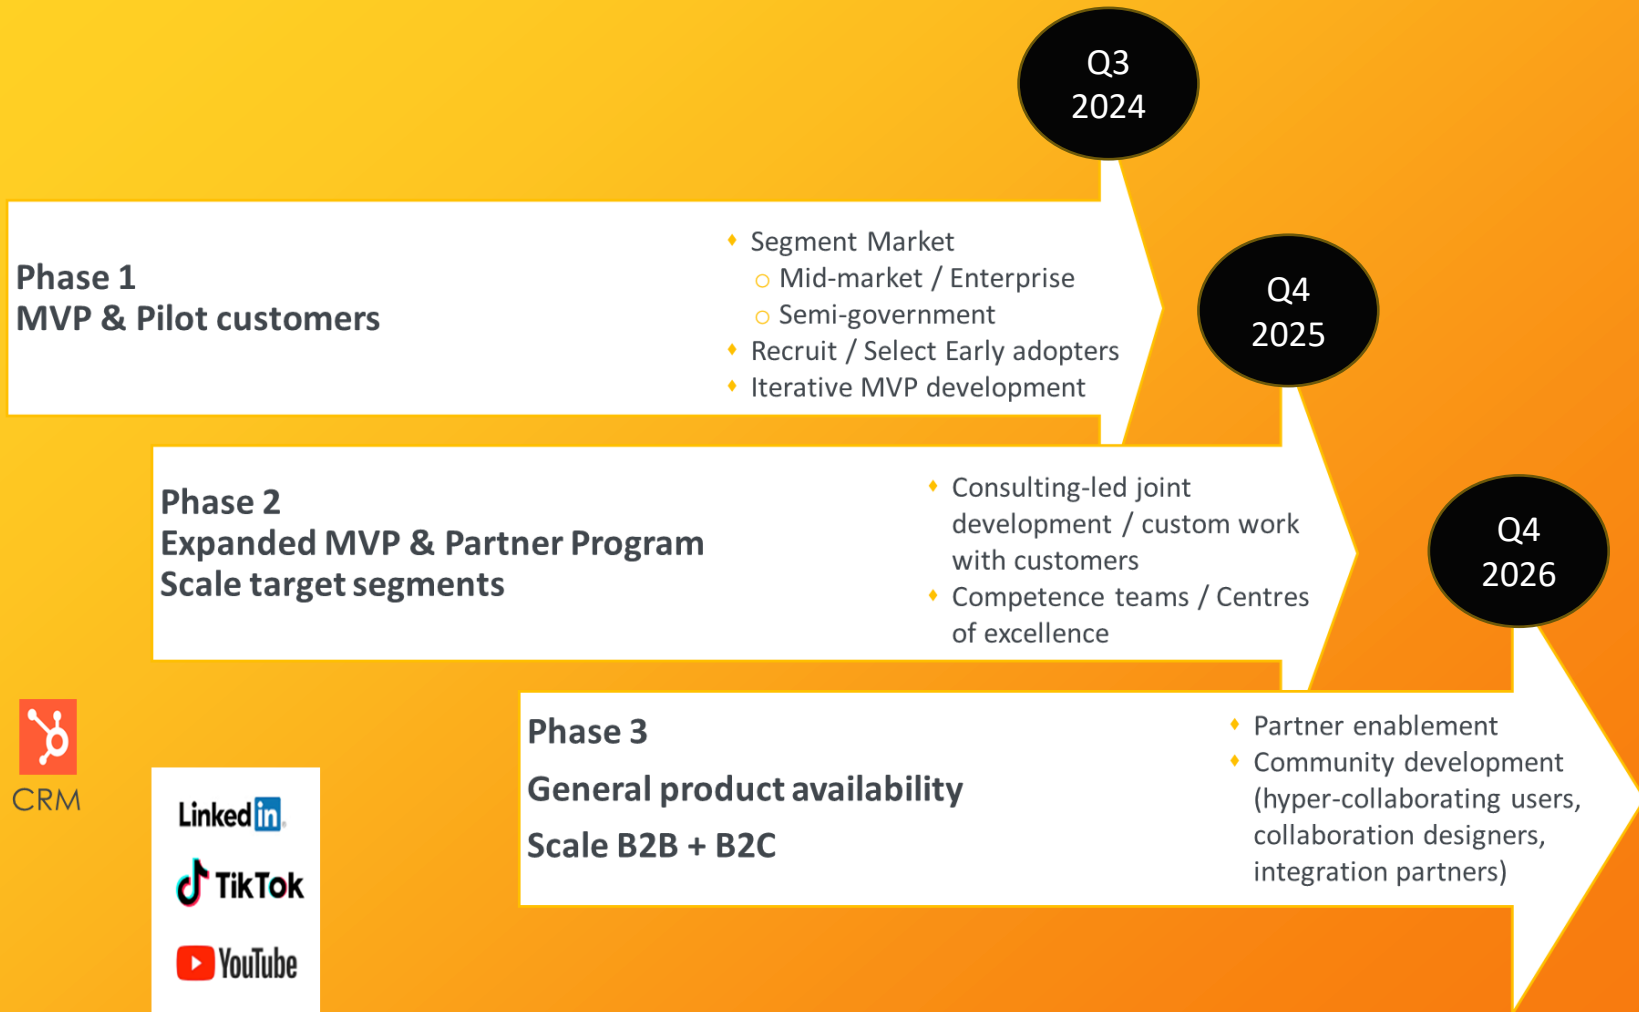 Q3
2024
Phase 1
MVP & Pilot customers
Segment Market
Mid-market / Enterprise
Semi-government
Recruit / Select Early adopters
Iterative MVP development
Q4
2025
Phase 2
Expanded MVP & Partner Program
Scale target segments
Consulting-led joint
development / custom work
with customers
Competence teams / Centres
of excellence
Q4
2026
Phase 3
General product availability
Scale B2B + B2C
Partner enablement
Community development
(hyper-collaborating users,
collaboration designers,
integration partners)
CRM
Linked in
TikTok
YouTube